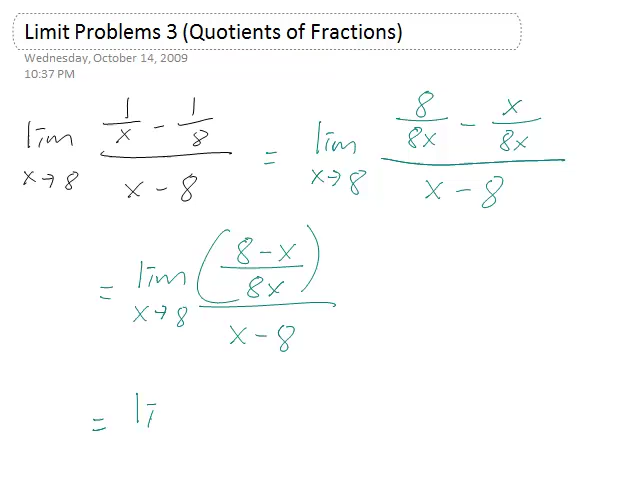 Limit Problems 3 (Quotients of Fractions)
Wednesday, October 14, 2009
10:37 PM
lim x→8 (1/x − 1/8)/(x − 8) = lim x→8 (8/8x − x/8x)/(x − 8)
= lim x→8 ((8 − x)/8x)/(x − 8)
= li